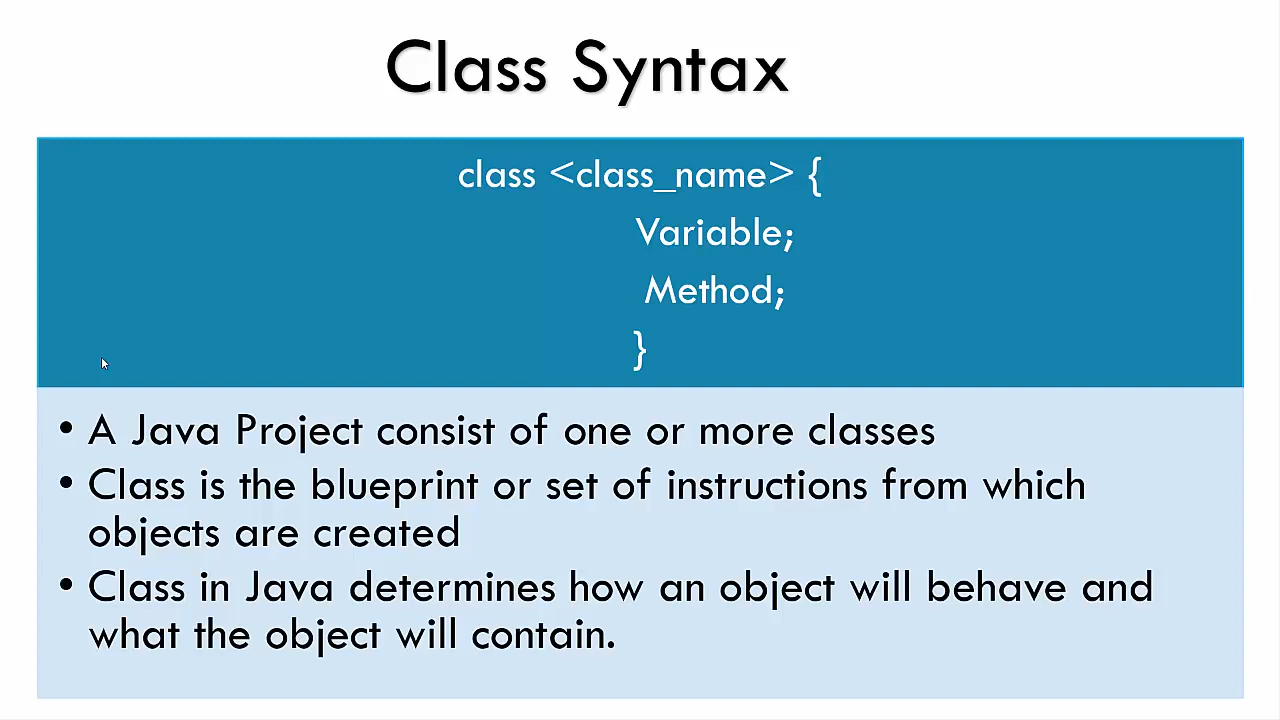 Class Syntax
class <class_name> {
Variable;
Method;
}
• A Java Project consist of one or more classes
• Class is the blueprint or set of instructions from which
objects are created
• Class in Java determines how an object will behave and
what the object will contain.